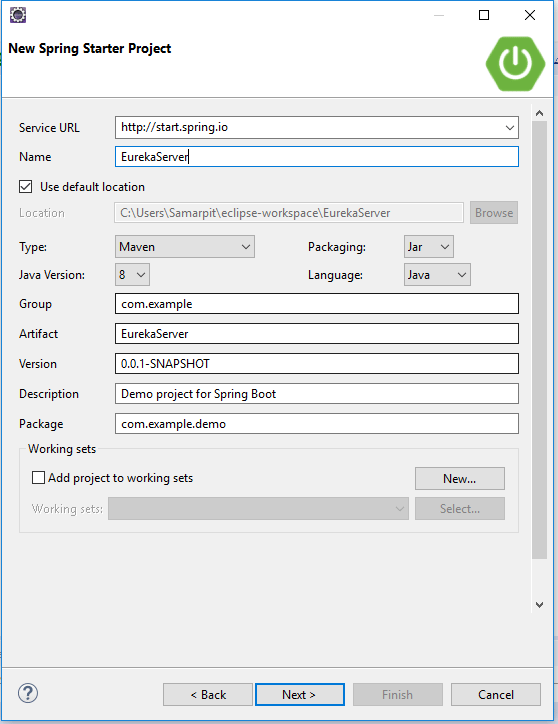 New Spring Starter Project
Service URL http://start.spring.io
Name EurekaServer
Use default location
Location C:\Users\Samarpit\eclipse-workspace\EurekaServer Browse
Type: Maven Packaging: Jar
Java Version: 8 Language: Java
Group com.example
Artifact EurekaServer
Version 0.0.1-SNAPSHOT
Description Demo project for Spring Boot
Package com.example.demo
Working sets
Add project to working sets New...
Working sets: Select...
? < Back Next > Finish Cancel